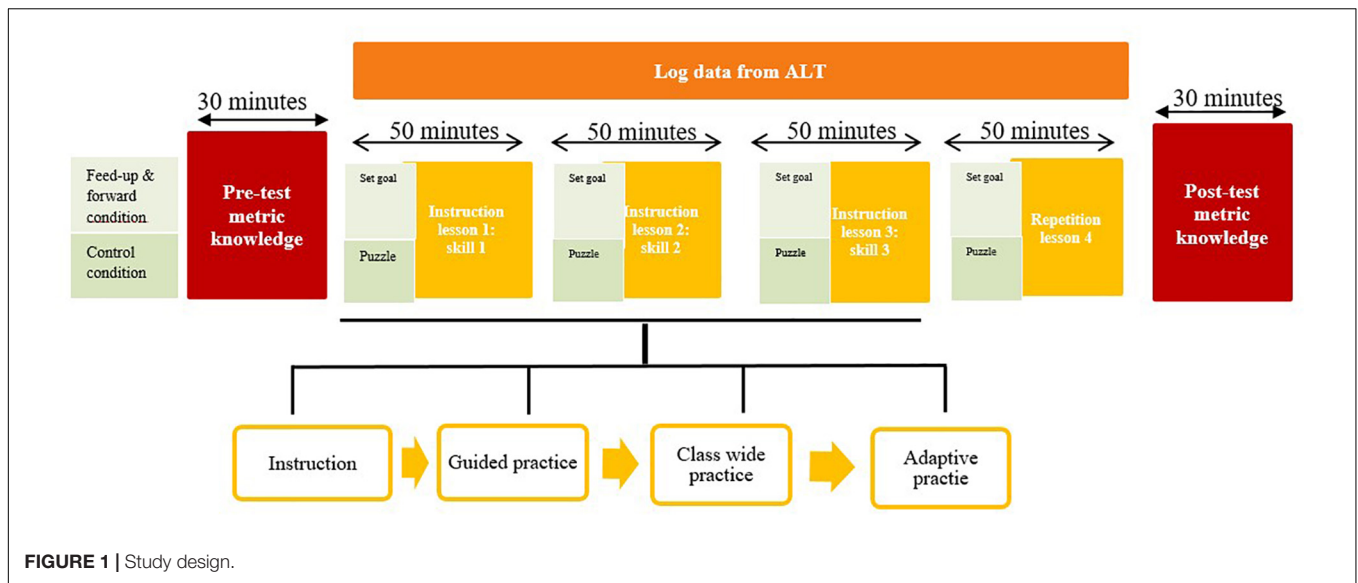 Log data from ALT
30 minutes
50 minutes
50 minutes
50 minutes
50 minutes
30 minutes
Feed-up &
forward
condition.
Control
condition
Pre-test
metric
knowledge
Set goal
Puzzle
Instruction
lesson 1:
skill 1
Set goal
Puzzle
Instruction
lesson 2:
skill 2
Set goal
Puzzle
Instruction
lesson 3:
skill 3
Set goal
Puzzle
Repetition
lesson 4
Post-test
metric
knowledge
Instruction
Guided practice
Class wide
practice
Adaptive
practie
FIGURE 1 | Study design.